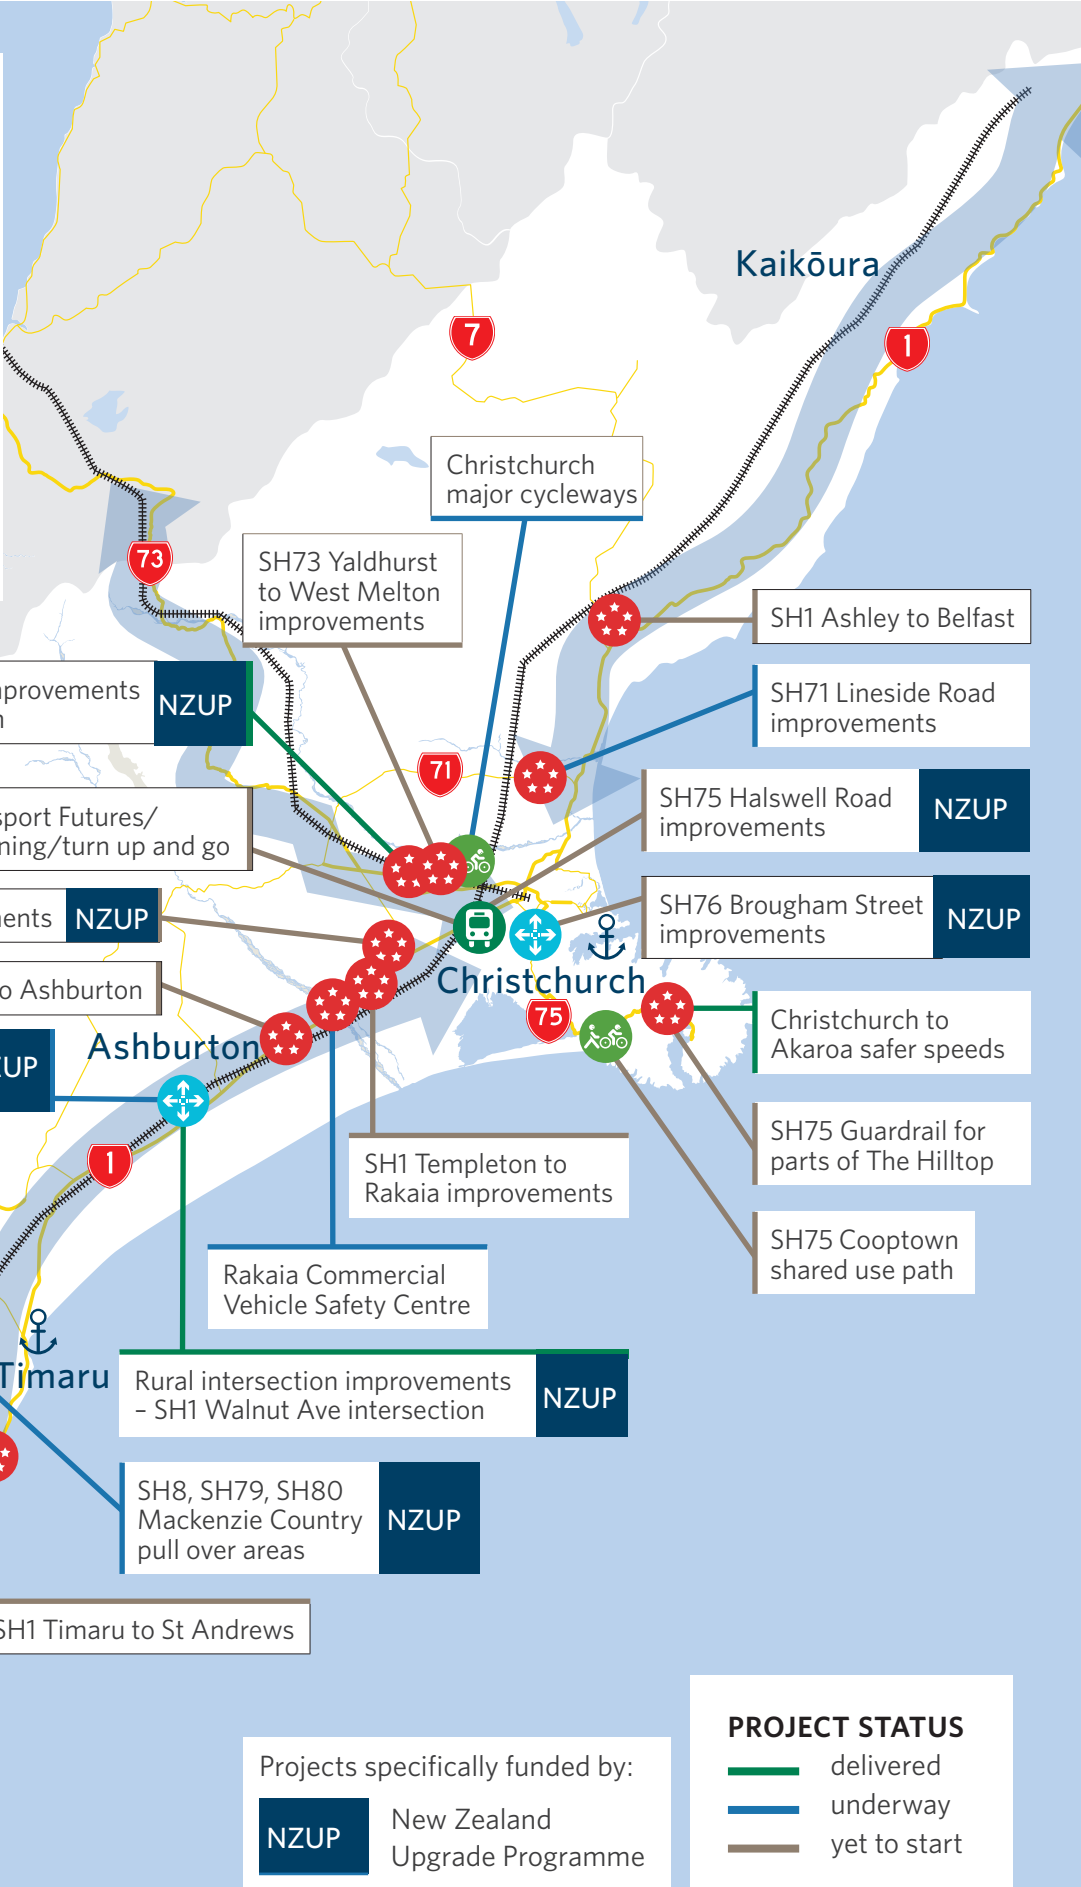 Kaikōura
7
1
Christchurch
major cycleways
73
SH73 Yaldhurst
to West Melton
improvements
SH1 Ashley to Belfast
NZUP
SH71 Lineside Road
improvements
71
SH75 Halswell Road
improvements
NZUP
sport Futures/
ning/turn up and go
NZUP
SH76 Brougham Street
improvements
NZUP
Christchurch
o Ashburton
75
Christchurch to
Akaroa safer speeds
Ashburton
UP
SH75 Guardrail for
parts of The Hilltop
1
SH1 Templeton to
Rakaia improvements
SH75 Cooptown
shared use path
Rakaia Commercial
Vehicle Safety Centre
Timaru
Rural intersection improvements
– SH1 Walnut Ave intersection
NZUP
SH8, SH79, SH80
Mackenzie Country
pull over areas
NZUP
SH1 Timaru to St Andrews
Projects specifically funded by:
NZUP
New Zealand
Upgrade Programme
PROJECT STATUS
delivered
underway
yet to start